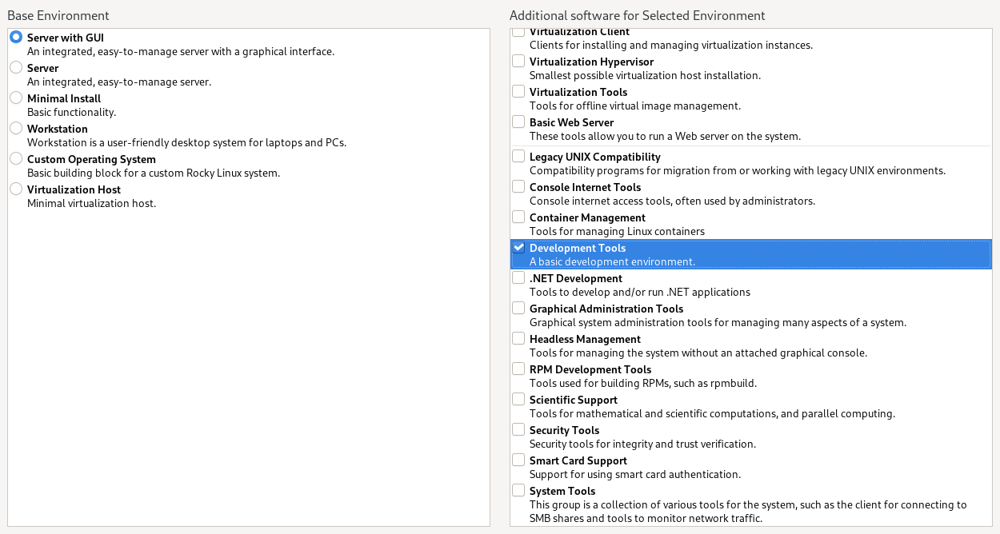 Base Environment
Server with GUI
An integrated, easy-to-manage server with a graphical interface.
Server
An integrated, easy-to-manage server.
Minimal Install
Basic functionality.
Workstation
Workstation is a user-friendly desktop system for laptops and PCs.
Custom Operating System
Basic building block for a custom Rocky Linux system.
Virtualization Host
Minimal virtualization host.
Additional software for Selected Environment
Virtualization Client
Clients for installing and managing virtualization instances.
Virtualization Hypervisor
Smallest possible virtualization host installation.
Virtualization Tools
Tools for offline virtual image management.
Basic Web Server
These tools allow you to run a Web server on the system.
Legacy UNIX Compatibility
Compatibility programs for migration from or working with legacy UNIX environments.
Console Internet Tools
Console internet access tools, often used by administrators.
Container Management
Tools for managing Linux containers
Development Tools
A basic development environment.
.NET Development
Tools to develop and/or run .NET applications
Graphical Administration Tools
Graphical system administration tools for managing many aspects of a system.
Headless Management
Tools for managing the system without an attached graphical console.
RPM Development Tools
Tools used for building RPMs, such as rpmbuild.
Scientific Support
Tools for mathematical and scientific computations, and parallel computing.
Security Tools
Security tools for integrity and trust verification.
Smart Card Support
Support for using smart card authentication.
System Tools
This group is a collection of various tools for the system, such as the client for connecting to
SMB shares and tools to monitor network traffic.